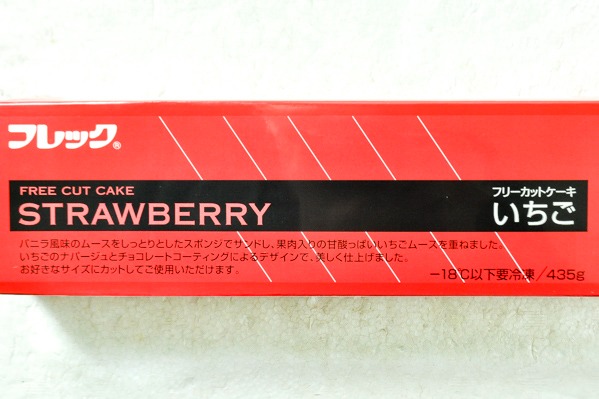 フレック®
FREE CUT CAKE
STRAWBERRY
フリーカットケーキ
いちご
バニラ風味のムースをしっとりとしたスポンジでサンドし、果肉入りの甘酸っぱいいちごムースを重ねました。
いちごのナパージュとチョコレートコーティングによるデザインで、美しく仕上げました。
お好きなサイズにカットしてご使用いただけます。
−18℃以下要冷凍/435g